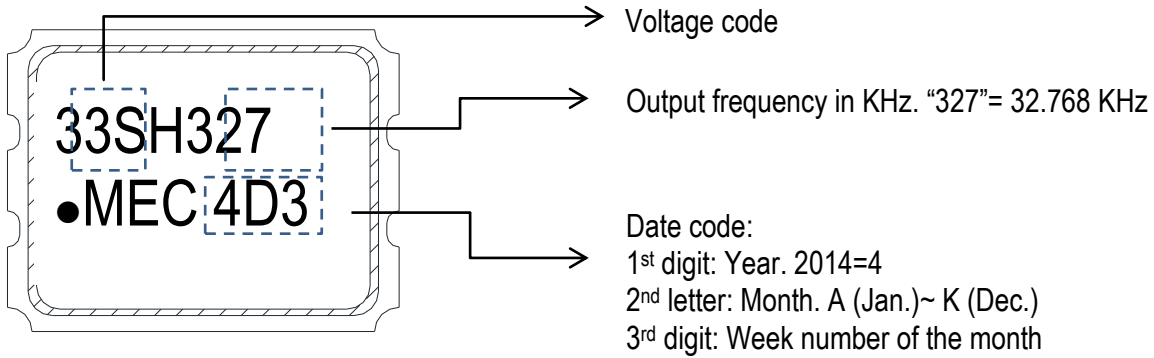 Voltage code
33SH327
Output frequency in KHz. “327”= 32.768 KHz
●MEC 4D3
Date code:
1st digit: Year. 2014=4
2nd letter: Month. A (Jan.)~ K (Dec.)
3rd digit: Week number of the month